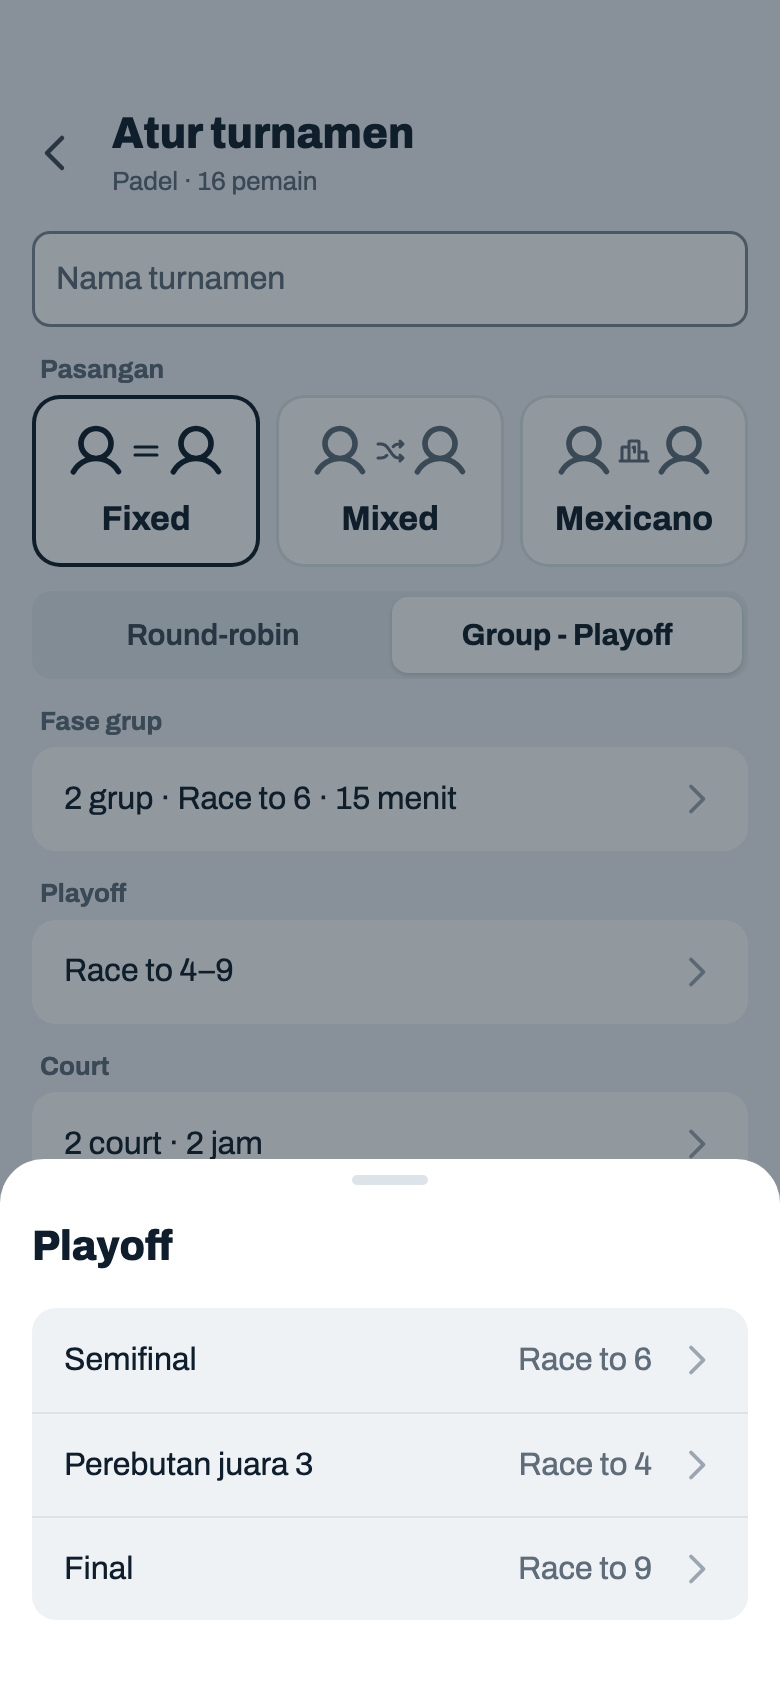 Atur turnamen
Padel · 16 pemain
Nama turnamen
Pasangan
Fixed
Mixed
Mexicano
Round-robin
Group - Playoff
Fase grup
2 grup · Race to 6 · 15 menit
Playoff
Race to 4–9
Court
2 court · 2 jam
Playoff
Semifinal Race to 6
Perebutan juara 3 Race to 4
Final Race to 9